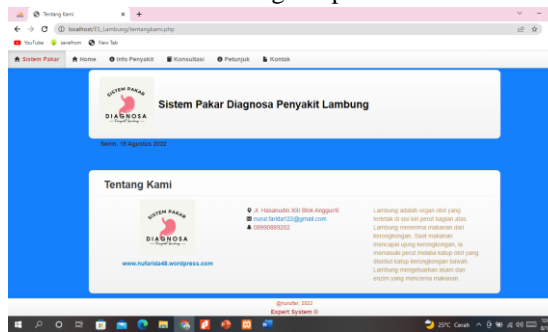 Tentang Kami
localhost/ES_Lambung/tentangkami.php
YouTube savefrom New Tab
Sistem Pakar Home Info Penyakit Konsultasi Petunjuk Kontak
SISTEM PAKAR
DIAGNOSA
Sistem Pakar Diagnosa Penyakit Lambung
Senin, 15 Agustus 2022
Tentang Kami
SISTEM PAKAR
DIAGNOSA
www.nufarida48.wordpress.com
Jl. Hasanudin XIII Blok Anggur/6
nurul.farida122@gmail.com
08990889202
Lambung adalah organ otot yang
terletak di sisi kiri perut bagian atas.
Lambung menerima makanan dari
kerongkongan. Saat makanan
mencapai ujung kerongkongan, ia
memasuki perut melalui katup otot yang
disebut katup kerongkongan bawah.
Lambung mengeluarkan asam dan
enzim yang mencerna makanan.
@nurulfar, 2022
Expert System ©
25°C Cerah